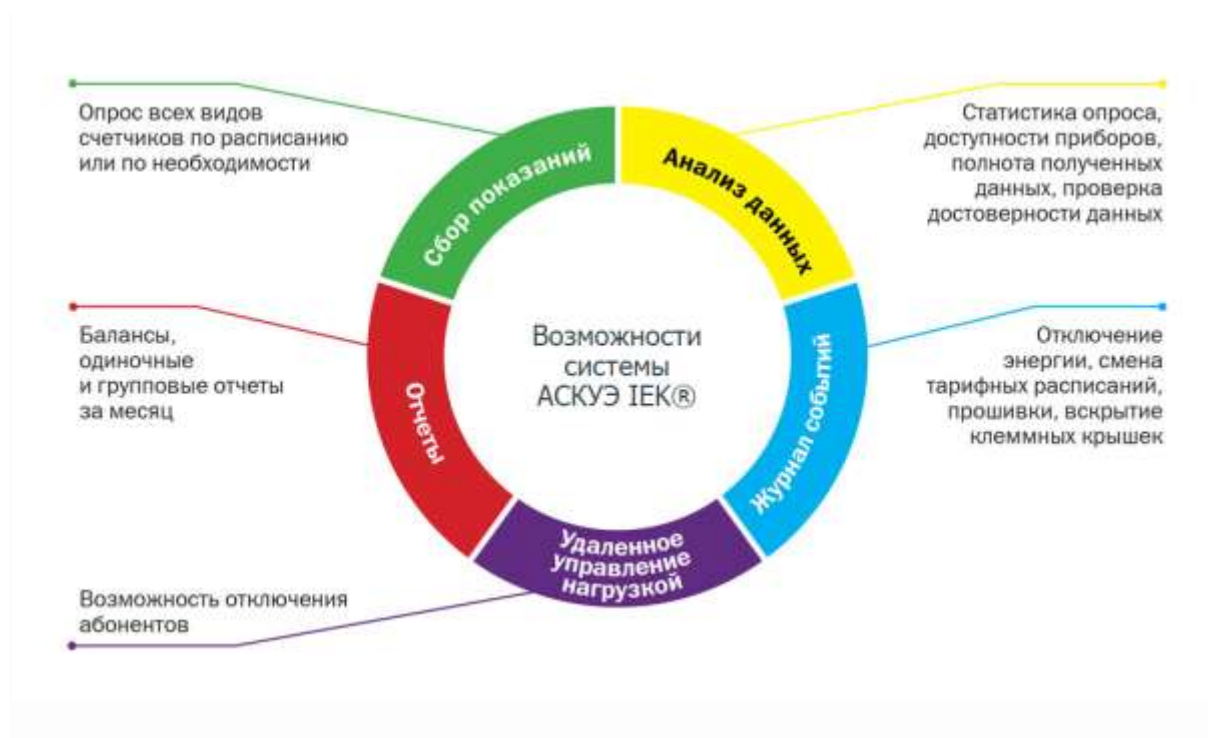 Опрос всех видов
счетчиков по расписанию
или по необходимости
Сбор показаний
Анализ данных
Статистика опроса,
доступности приборов,
полнота полученных
данных, проверка
достоверности данных
Балансы,
одиночные
и групповые отчеты
за месяц
Отчеты
Возможности
системы
АСКУЭ IEK®
Журнал событий
Отключение
энергии, смена
тарифных расписаний,
прошивки, вскрытие
клеммных крышек
Удаленное
управление
нагрузкой
Возможность отключения
абонентов